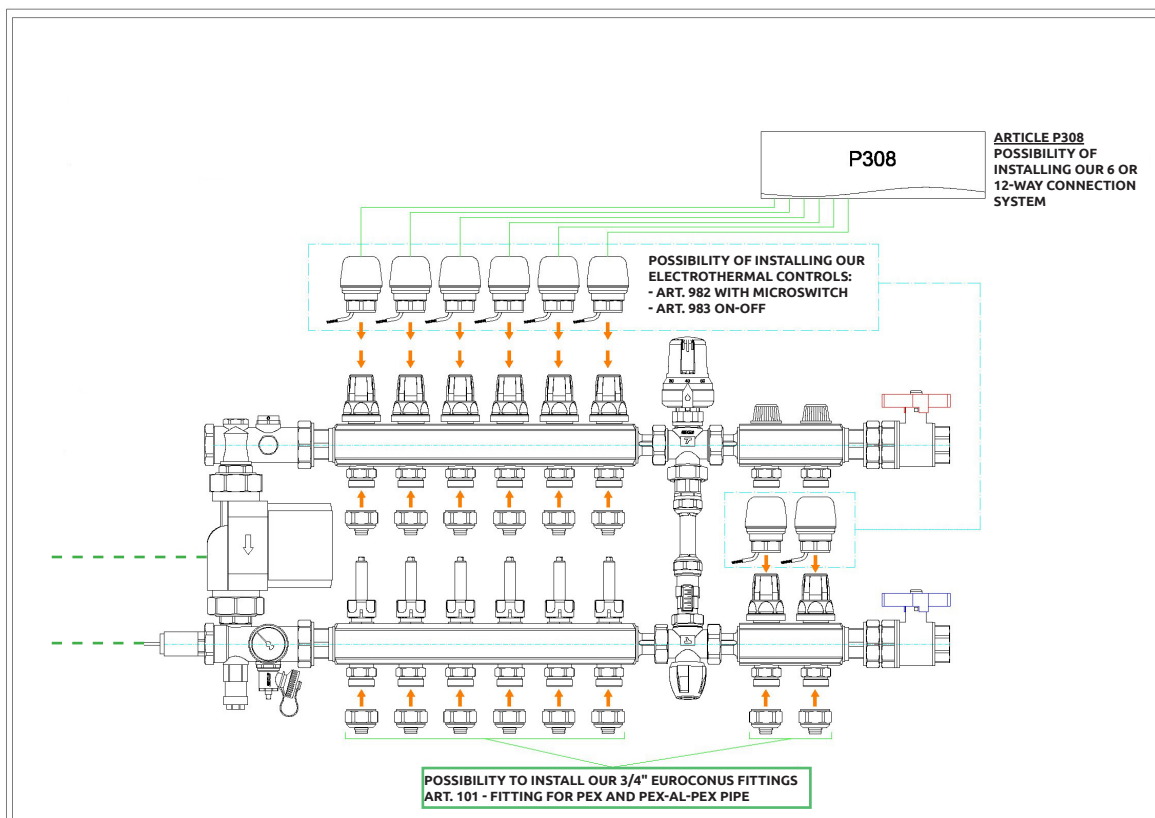 P308
ARTICLE P308
POSSIBILITY OF
INSTALLING OUR 6 OR
12-WAY CONNECTION
SYSTEM
POSSIBILITY OF INSTALLING OUR
ELECTROTHERMAL CONTROLS:
- ART. 982 WITH MICROSWITCH
- ART. 983 ON-OFF
POSSIBILITY TO INSTALL OUR 3/4" EUROCONUS FITTINGS
ART. 101 - FITTING FOR PEX AND PEX-AL-PEX PIPE